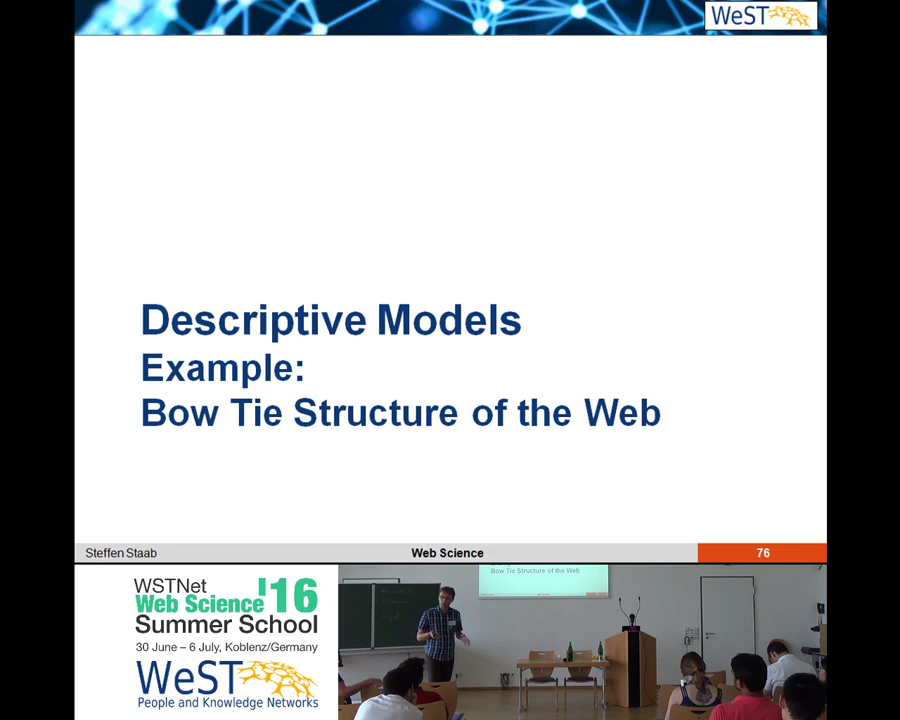 WeST
Descriptive Models
Example:
Bow Tie Structure of the Web
Steffen Staab
Web Science
76
WSTNet
Web Science '16
Summer School
30 June – 6 July, Koblenz/Germany
WeST
People and Knowledge Networks
Bow Tie Structure of the Web